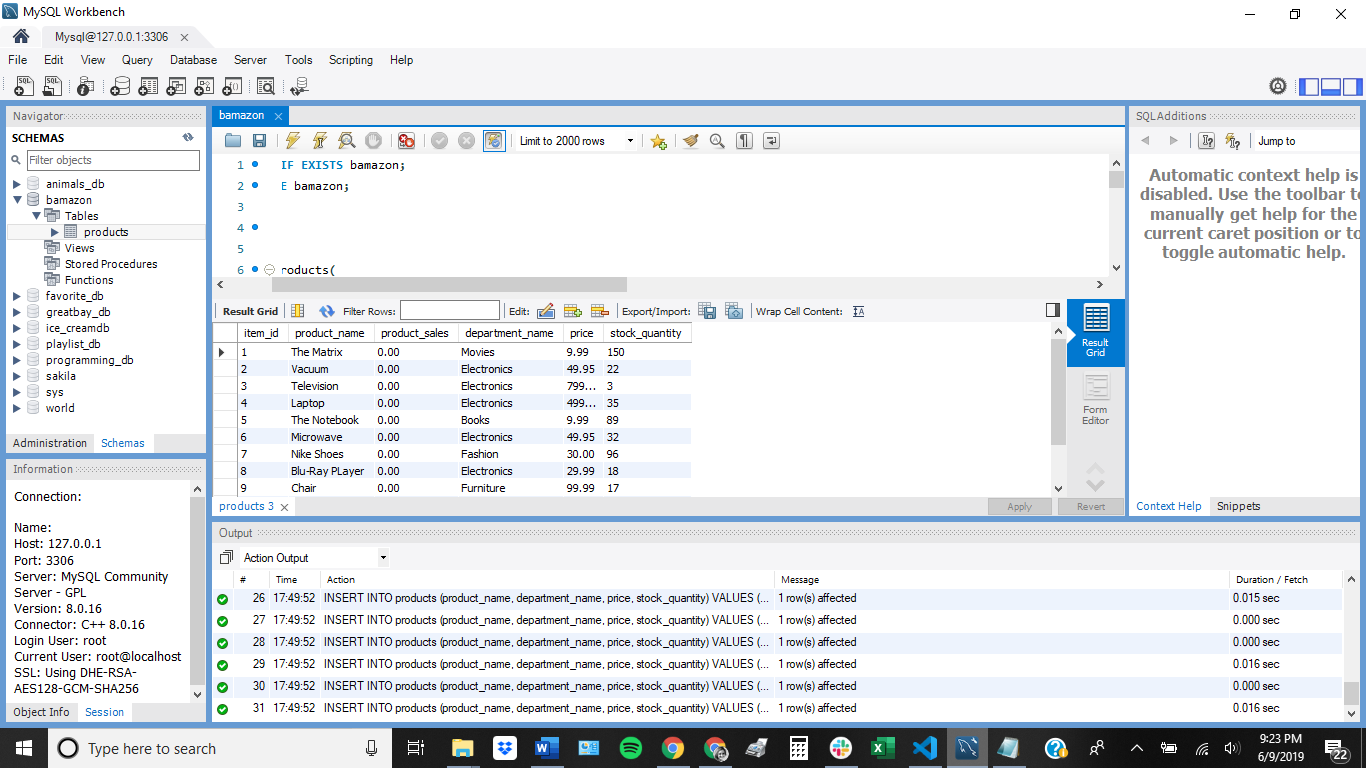 MySQL Workbench
Mysql@127.0.0.1:3306
File Edit View Query Database Server Tools Scripting Help
Navigator
SCHEMAS
Filter objects
animals_db
bamazon
Tables
products
Views
Stored Procedures
Functions
favorite_db
greatbay_db
ice_creamdb
playlist_db
programming_db
sakila
sys
world
Administration Schemas
Information
Connection:
Name:
Host: 127.0.0.1
Port: 3306
Server: MySQL Community
Server - GPL
Version: 8.0.16
Connector: C++ 8.0.16
Login User: root
Current User: root@localhost
SSL: Using DHE-RSA-
AES128-GCM-SHA256
Object Info Session
bamazon
Limit to 2000 rows
1 IF EXISTS bamazon;
2 E bamazon;
3
4
5
6 roducts(
Result Grid Filter Rows: Edit: Export/Import: Wrap Cell Content:
item_id product_name product_sales department_name price stock_quantity
1 The Matrix 0.00 Movies 9.99 150
2 Vacuum 0.00 Electronics 49.95 22
3 Television 0.00 Electronics 799... 3
4 Laptop 0.00 Electronics 499... 35
5 The Notebook 0.00 Books 9.99 89
6 Microwave 0.00 Electronics 49.95 32
7 Nike Shoes 0.00 Fashion 30.00 96
8 Blu-Ray PLayer 0.00 Electronics 29.99 18
9 Chair 0.00 Furniture 99.99 17
Result
Grid
Form
Editor
products 3
Apply Revert
SQLAdditions
Jump to
Automatic context help is
disabled. Use the toolbar to
manually get help for the
current caret position or to
toggle automatic help.
Context Help Snippets
Output
Action Output
# Time Action Message Duration / Fetch
26 17:49:52 INSERT INTO products (product_name, department_name, price, stock_quantity) VALUES (... 1 row(s) affected 0.015 sec
27 17:49:52 INSERT INTO products (product_name, department_name, price, stock_quantity) VALUES (... 1 row(s) affected 0.000 sec
28 17:49:52 INSERT INTO products (product_name, department_name, price, stock_quantity) VALUES (... 1 row(s) affected 0.000 sec
29 17:49:52 INSERT INTO products (product_name, department_name, price, stock_quantity) VALUES (... 1 row(s) affected 0.016 sec
30 17:49:52 INSERT INTO products (product_name, department_name, price, stock_quantity) VALUES (... 1 row(s) affected 0.000 sec
31 17:49:52 INSERT INTO products (product_name, department_name, price, stock_quantity) VALUES (... 1 row(s) affected 0.016 sec
Type here to search
9:23 PM
6/9/2019
22